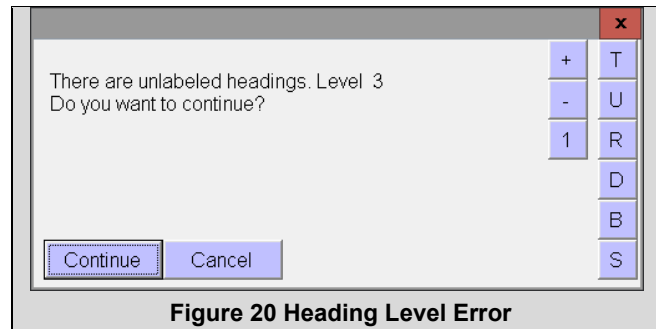 x
There are unlabeled headings. Level  3
Do you want to continue?
+
-
1
T
U
R
D
B
S
Continue
Cancel
Figure 20 Heading Level Error